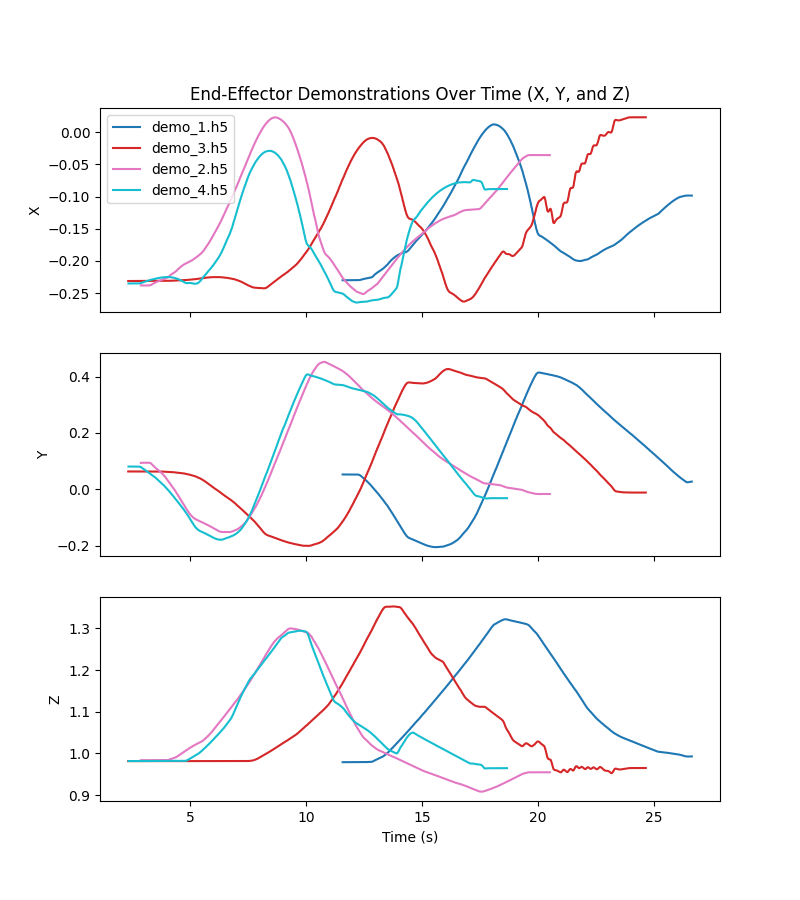 End-Effector Demonstrations Over Time (X, Y, and Z)
demo_1.h5
demo_3.h5
demo_2.h5
demo_4.h5
0.00
−0.05
−0.10
−0.15
−0.20
−0.25
X
0.4
0.2
0.0
−0.2
Y
1.3
1.2
1.1
1.0
0.9
Z
5 10 15 20 25
Time (s)